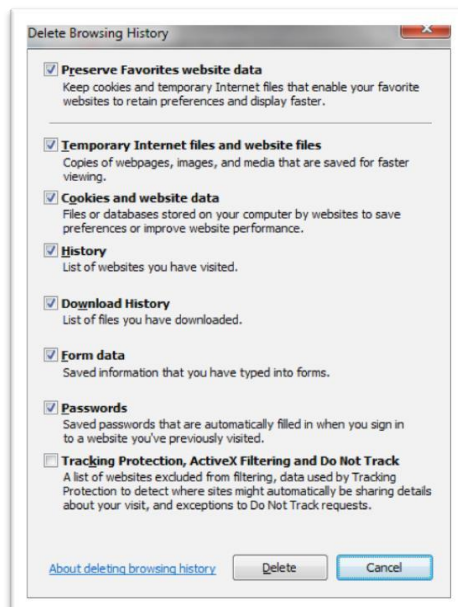 Delete Browsing History
Preserve Favorites website data
Keep cookies and temporary Internet files that enable your favorite
websites to retain preferences and display faster.
Temporary Internet files and website files
Copies of webpages, images, and media that are saved for faster
viewing.
Cookies and website data
Files or databases stored on your computer by websites to save
preferences or improve website performance.
History
List of websites you have visited.
Download History
List of files you have downloaded.
Form data
Saved information that you have typed into forms.
Passwords
Saved passwords that are automatically filled in when you sign in
to a website you've previously visited.
Tracking Protection, ActiveX Filtering and Do Not Track
A list of websites excluded from filtering, data used by Tracking
Protection to detect where sites might automatically be sharing details
about your visit, and exceptions to Do Not Track requests.
About deleting browsing history Delete Cancel